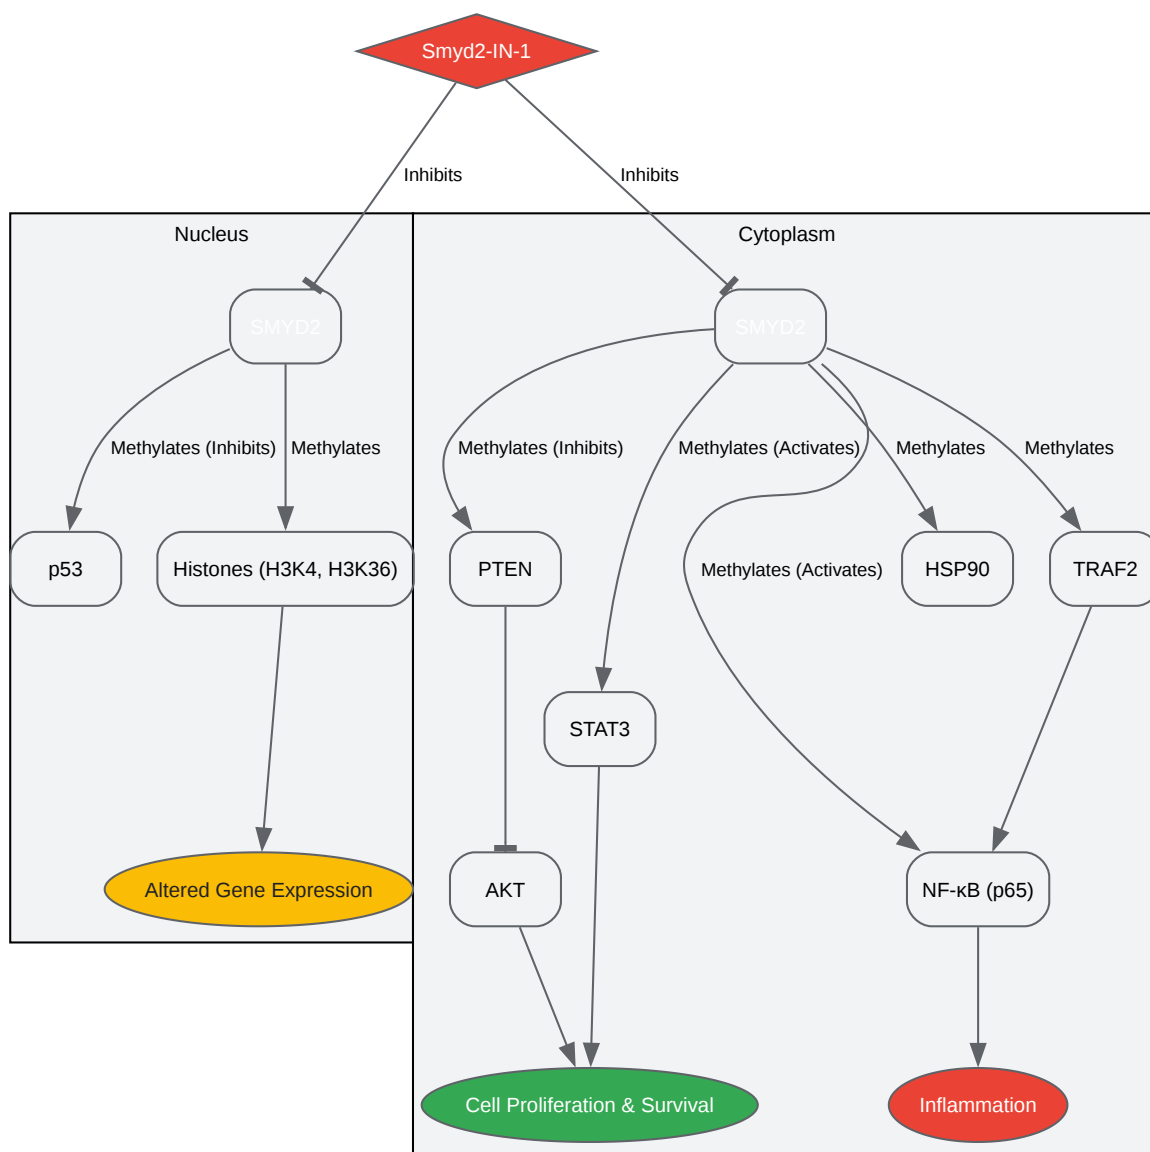 Smyd2-IN-1
Inhibits
Inhibits
Nucleus
Cytoplasm
SMYD2
SMYD2
Methylates (Inhibits)
Methylates
Methylates (Inhibits)
Methylates (Activates)
Methylates
Methylates
p53
Histones (H3K4, H3K36)
PTEN
Methylates (Activates)
HSP90
TRAF2
STAT3
Altered Gene Expression
AKT
NF-κB (p65)
Cell Proliferation & Survival
Inflammation